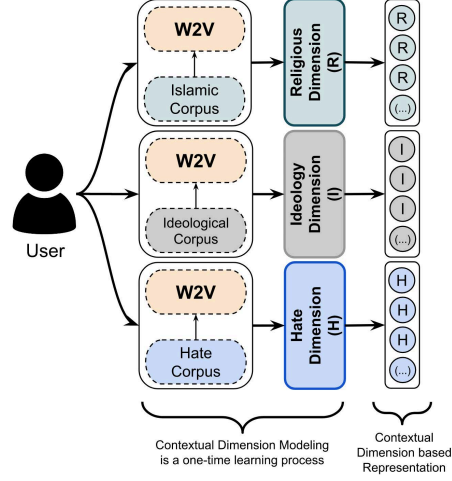 W2V
Islamic
Corpus
Religious
Dimension
(R)
R
R
R
(...)
User
W2V
Ideological
Corpus
Ideology
Dimension
(I)
I
I
I
(...)
W2V
Hate
Corpus
Hate
Dimension
(H)
H
H
H
(...)
Contextual Dimension Modeling
is a one-time learning process
Contextual
Dimension based
Representation